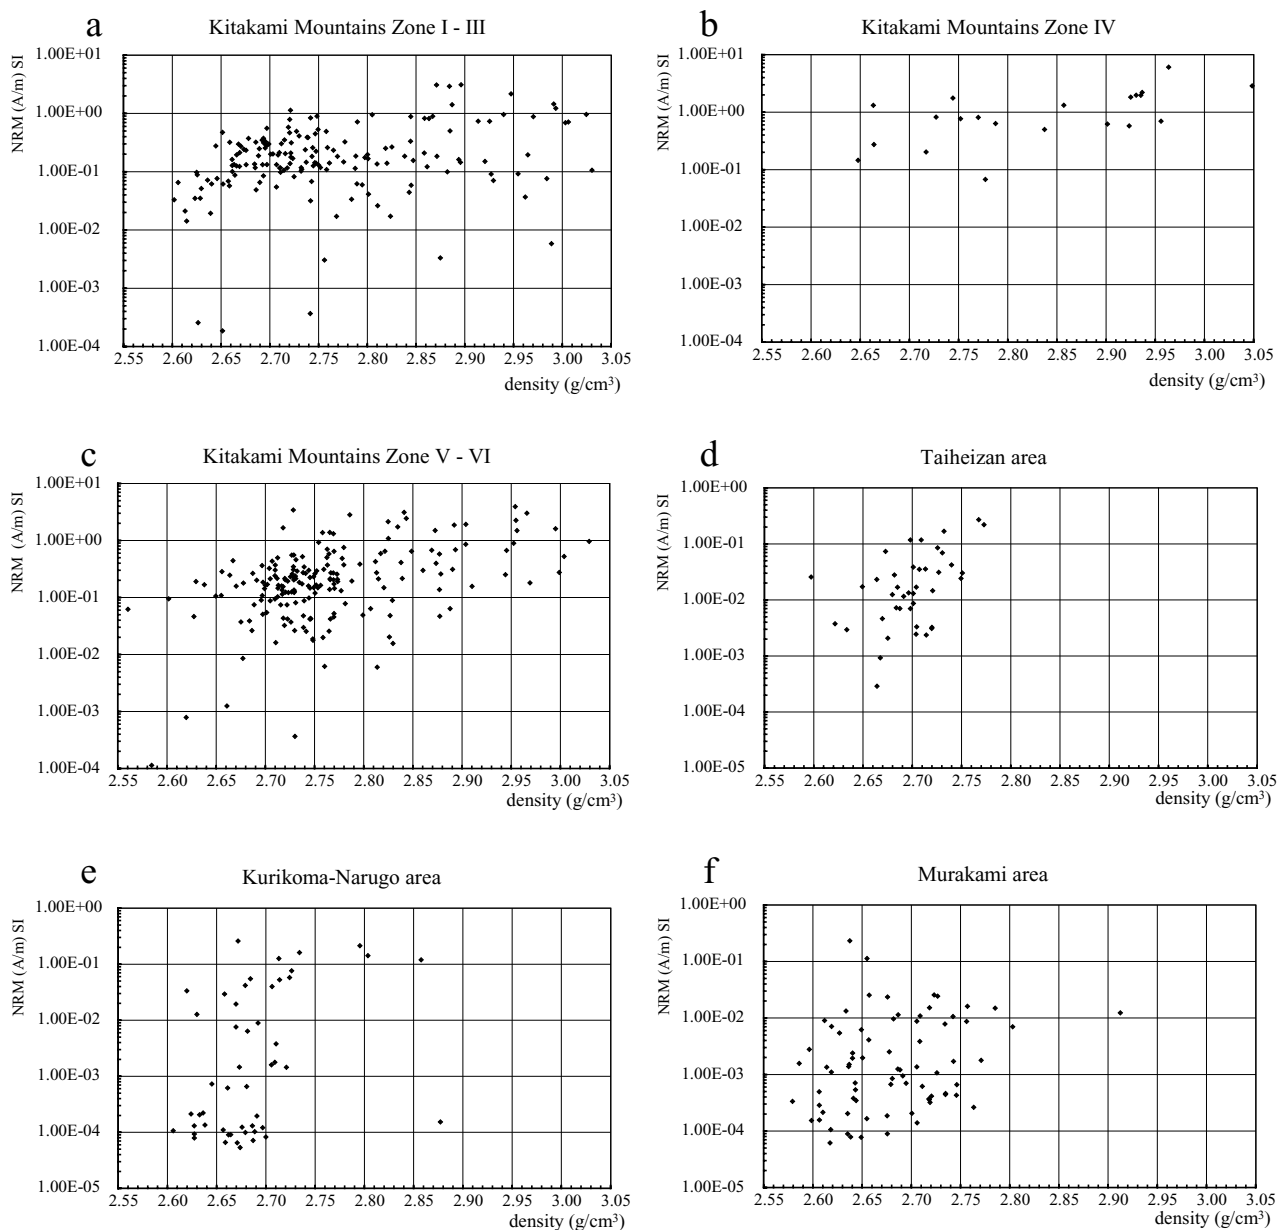 a
Kitakami Mountains Zone I - III
NRM (A/m) SI
1.00E+01
1.00E+00
1.00E-01
1.00E-02
1.00E-03
1.00E-04
2.55 2.60 2.65 2.70 2.75 2.80 2.85 2.90 2.95 3.00 3.05
density (g/cm³)
b
Kitakami Mountains Zone IV
NRM (A/m) SI
1.00E+01
1.00E+00
1.00E-01
1.00E-02
1.00E-03
1.00E-04
2.55 2.60 2.65 2.70 2.75 2.80 2.85 2.90 2.95 3.00 3.05
density (g/cm³)
c
Kitakami Mountains Zone V - VI
NRM (A/m) SI
1.00E+01
1.00E+00
1.00E-01
1.00E-02
1.00E-03
1.00E-04
2.56 2.60 2.65 2.70 2.75 2.80 2.85 2.90 2.95 3.00 3.05
density (g/cm³)
d
Taiheizan area
NRM (A/m) SI
1.00E+00
1.00E-01
1.00E-02
1.00E-03
1.00E-04
1.00E-05
2.55 2.60 2.65 2.70 2.75 2.80 2.85 2.90 2.95 3.00 3.05
density (g/cm³)
e
Kurikoma-Narugo area
NRM (A/m) SI
1.00E+00
1.00E-01
1.00E-02
1.00E-03
1.00E-04
1.00E-05
2.55 2.60 2.65 2.70 2.75 2.80 2.85 2.90 2.95 3.00 3.05
density (g/cm³)
f
Murakami area
NRM (A/m) SI
1.00E+00
1.00E-01
1.00E-02
1.00E-03
1.00E-04
1.00E-05
2.55 2.60 2.65 2.70 2.75 2.80 2.85 2.90 2.95 3.00 3.05
density (g/cm³)